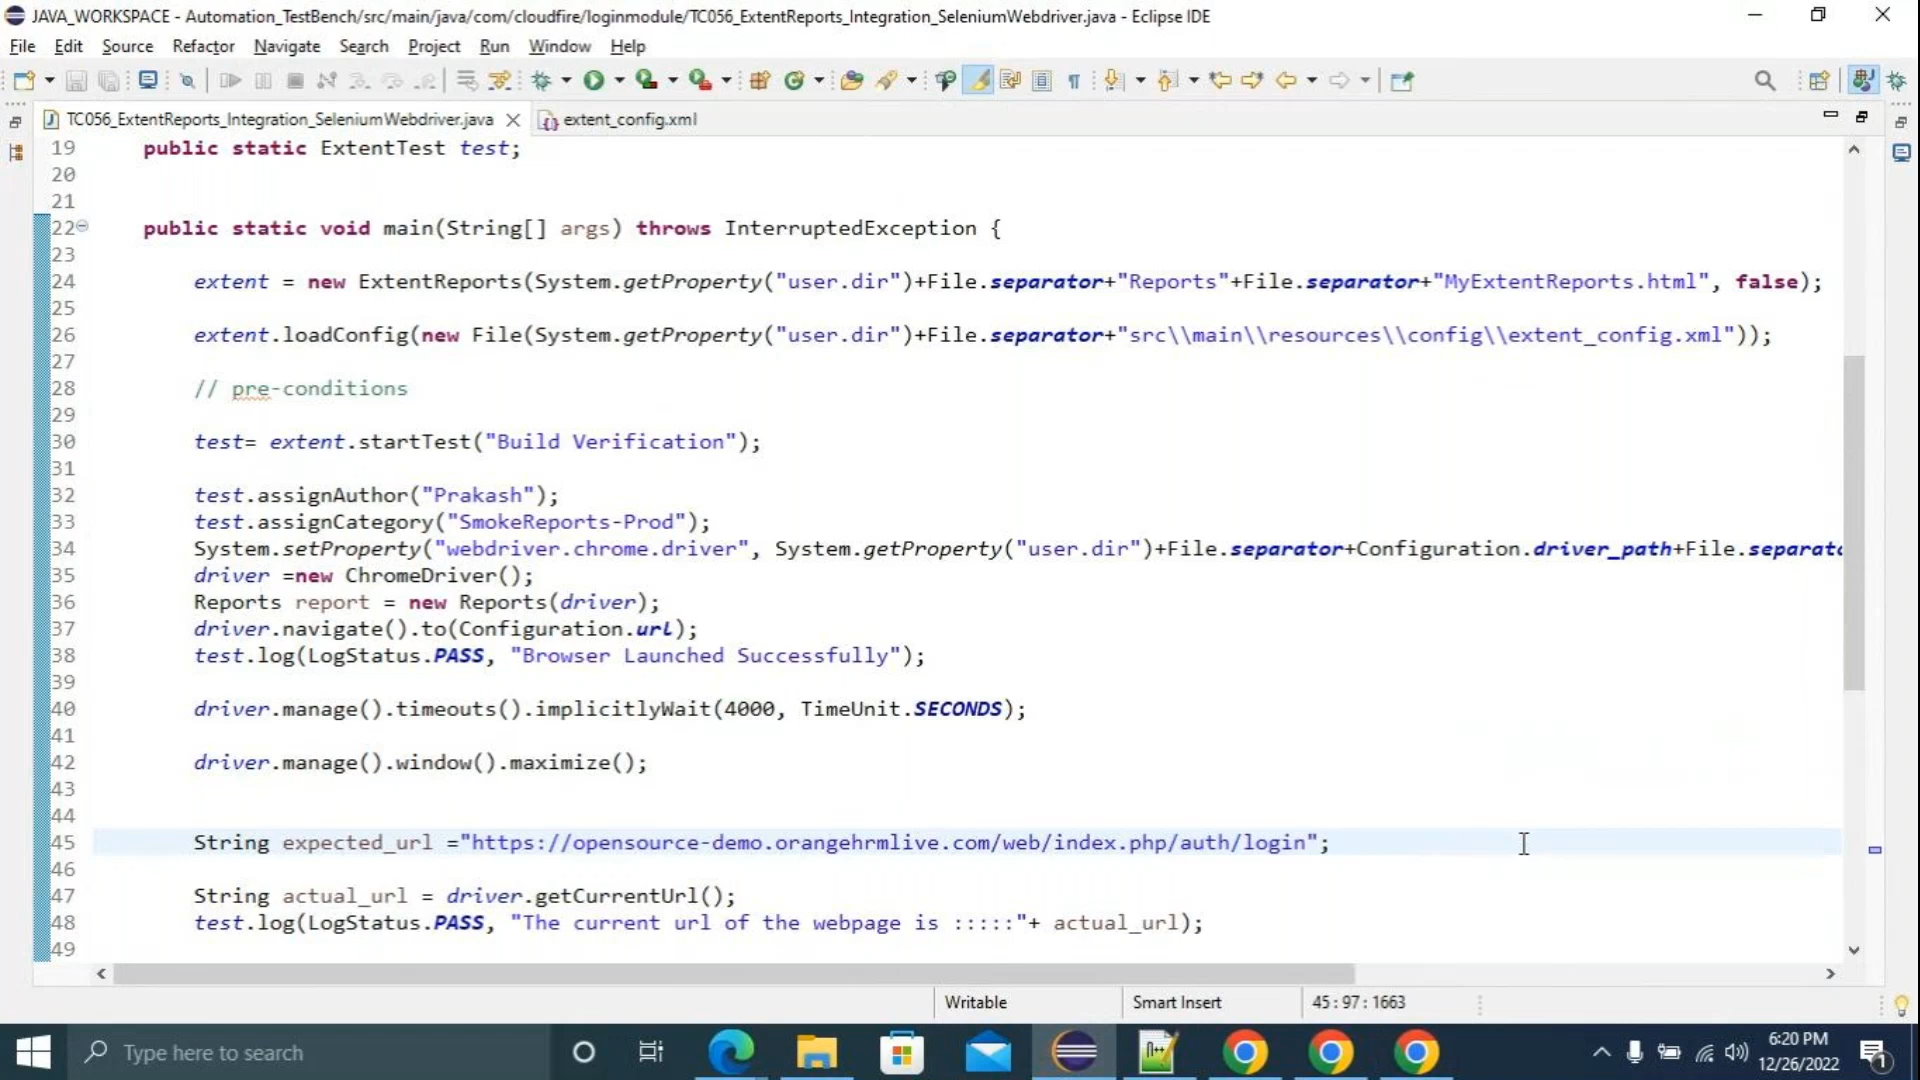 JAVA_WORKSPACE - Automation_TestBench/src/main/java/com/cloudfire/loginmodule/TC056_ExtentReports_Integration_SeleniumWebdriver.java - Eclipse IDE
File Edit Source Refactor Navigate Search Project Run Window Help
TC056_ExtentReports_Integration_SeleniumWebdriver.java extent_config.xml
19 public static ExtentTest test;
20
21
22 public static void main(String[] args) throws InterruptedException {
23
24 extent = new ExtentReports(System.getProperty("user.dir")+File.separator+"Reports"+File.separator+"MyExtentReports.html", false);
25
26 extent.loadConfig(new File(System.getProperty("user.dir")+File.separator+"src\\main\\resources\\config\\extent_config.xml"));
27
28 // pre-conditions
29
30 test= extent.startTest("Build Verification");
31
32 test.assignAuthor("Prakash");
33 test.assignCategory("SmokeReports-Prod");
34 System.setProperty("webdriver.chrome.driver", System.getProperty("user.dir")+File.separator+Configuration.driver_path+File.separato
35 driver =new ChromeDriver();
36 Reports report = new Reports(driver);
37 driver.navigate().to(Configuration.url);
38 test.log(LogStatus.PASS, "Browser Launched Successfully");
39
40 driver.manage().timeouts().implicitlyWait(4000, TimeUnit.SECONDS);
41
42 driver.manage().window().maximize();
43
44
45 String expected_url ="https://opensource-demo.orangehrmlive.com/web/index.php/auth/login";
46
47 String actual_url = driver.getCurrentUrl();
48 test.log(LogStatus.PASS, "The current url of the webpage is :::::"+ actual_url);
49
Writable Smart Insert 45 : 97 : 1663
Type here to search
6:20 PM
12/26/2022
1